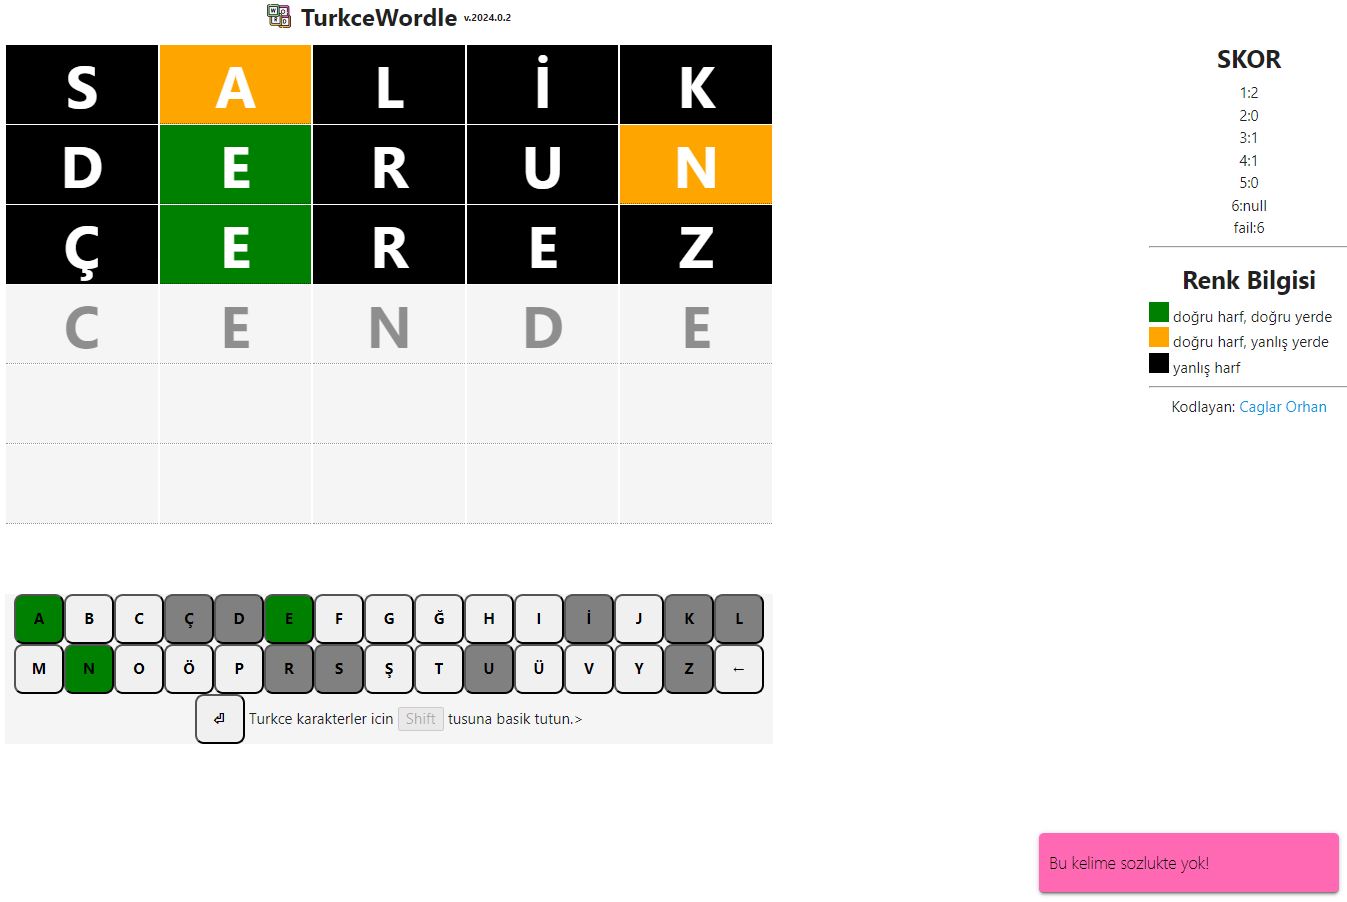 TurkceWordle v.2024.0.2
S A L İ K
D E R U N
Ç E R E Z
C E N D E
A B C Ç D E F G Ğ H I İ J K L
M N O Ö P R S Ş T U Ü V Y Z ←
⏎ Turkce karakterler icin Shift tusuna basik tutun.>
SKOR
1:2
2:0
3:1
4:1
5:0
6:null
fail:6
Renk Bilgisi
doğru harf, doğru yerde
doğru harf, yanlış yerde
yanlış harf
Kodlayan: Caglar Orhan
Bu kelime sozlukte yok!